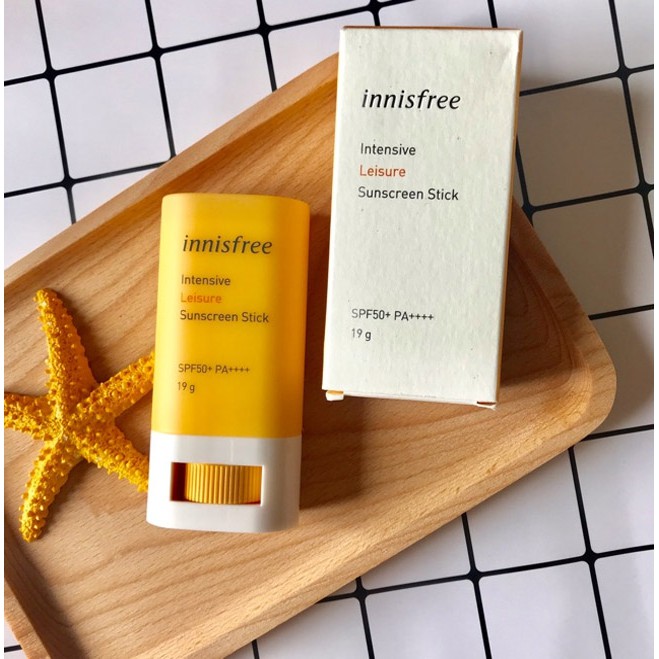 innisfree
Intensive
Leisure
Sunscreen Stick
SPF50+ PA++++
19 g
innisfree
Intensive
Leisure
Sunscreen Stick
SPF50+ PA++++
19 g